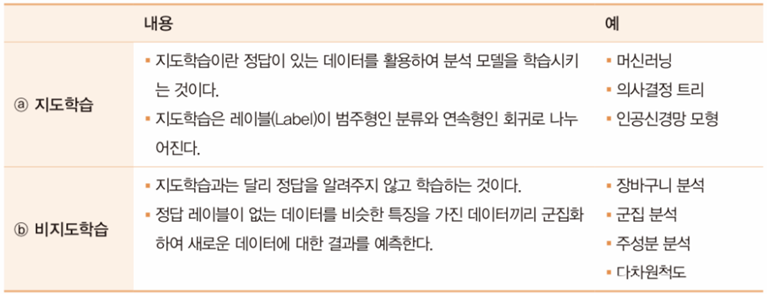 내용 예
ⓐ 지도학습
▪ 지도학습이란 정답이 있는 데이터를 활용하여 분석 모델을 학습시키
는 것이다.
▪ 지도학습은 레이블(Label)이 범주형인 분류와 연속형인 회귀로 나누
어진다.
▪ 머신러닝
▪ 의사결정 트리
▪ 인공신경망 모형
ⓑ 비지도학습
▪ 지도학습과는 달리 정답을 알려주지 않고 학습하는 것이다.
▪ 정답 레이블이 없는 데이터를 비슷한 특징을 가진 데이터끼리 군집화
하여 새로운 데이터에 대한 결과를 예측한다.
▪ 장바구니 분석
▪ 군집 분석
▪ 주성분 분석
▪ 다차원척도